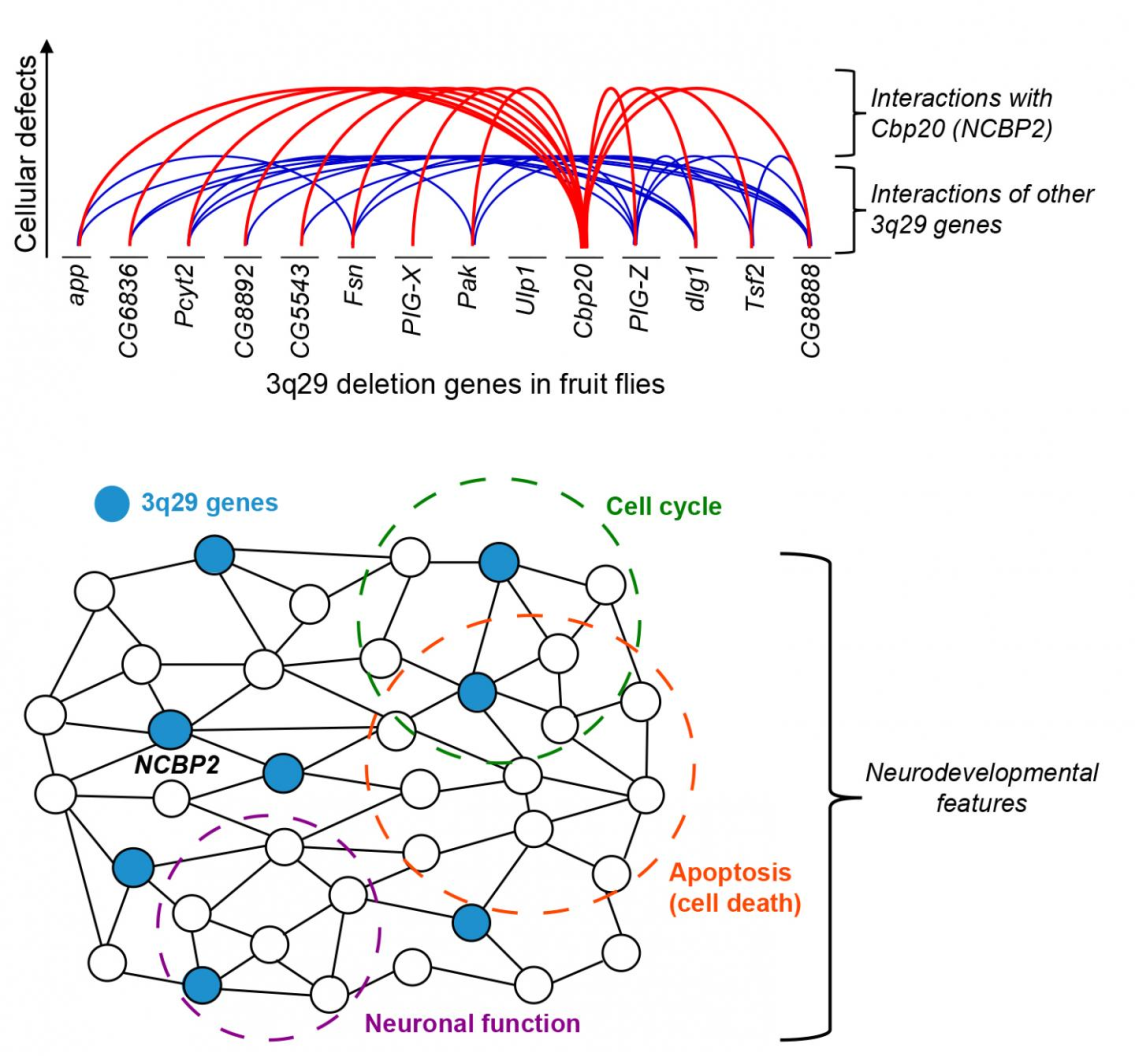 Cellular defects
Interactions with
Cbp20 (NCBP2)
Interactions of other
3q29 genes
app
CG6836
Pcyt2
CG8892
CG5543
Fsn
PIG-X
Pak
Ulp1
Cbp20
PIG-Z
dlg1
Tsf2
CG8888
3q29 deletion genes in fruit flies
3q29 genes
Cell cycle
NCBP2
Neurodevelopmental
features
Apoptosis
(cell death)
Neuronal function